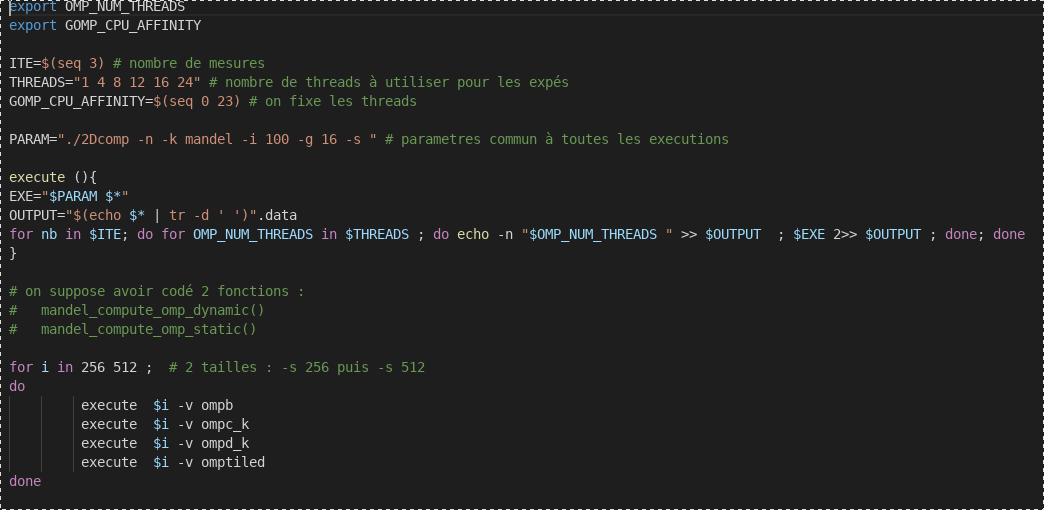 export OMP_NUM_THREADS
export GOMP_CPU_AFFINITY
ITE=$(seq 3) # nombre de mesures
THREADS="1 4 8 12 16 24" # nombre de threads à utiliser pour les expés
GOMP_CPU_AFFINITY=$(seq 0 23) # on fixe les threads
PARAM="./2Dcomp -n -k mandel -i 100 -g 16 -s " # parametres commun à toutes les executions
execute (){
EXE="$PARAM $*"
OUTPUT="$(echo $* | tr -d ' ')".data
for nb in $ITE; do for OMP_NUM_THREADS in $THREADS ; do echo -n "$OMP_NUM_THREADS " >> $OUTPUT  ; $EXE 2>> $OUTPUT ; done; done
}
# on suppose avoir codé 2 fonctions :
#   mandel_compute_omp_dynamic()
#   mandel_compute_omp_static()
for i in 256 512 ;  # 2 tailles : -s 256 puis -s 512
do
execute  $i -v ompb
execute  $i -v ompc_k
execute  $i -v ompd_k
execute  $i -v omptiled
done